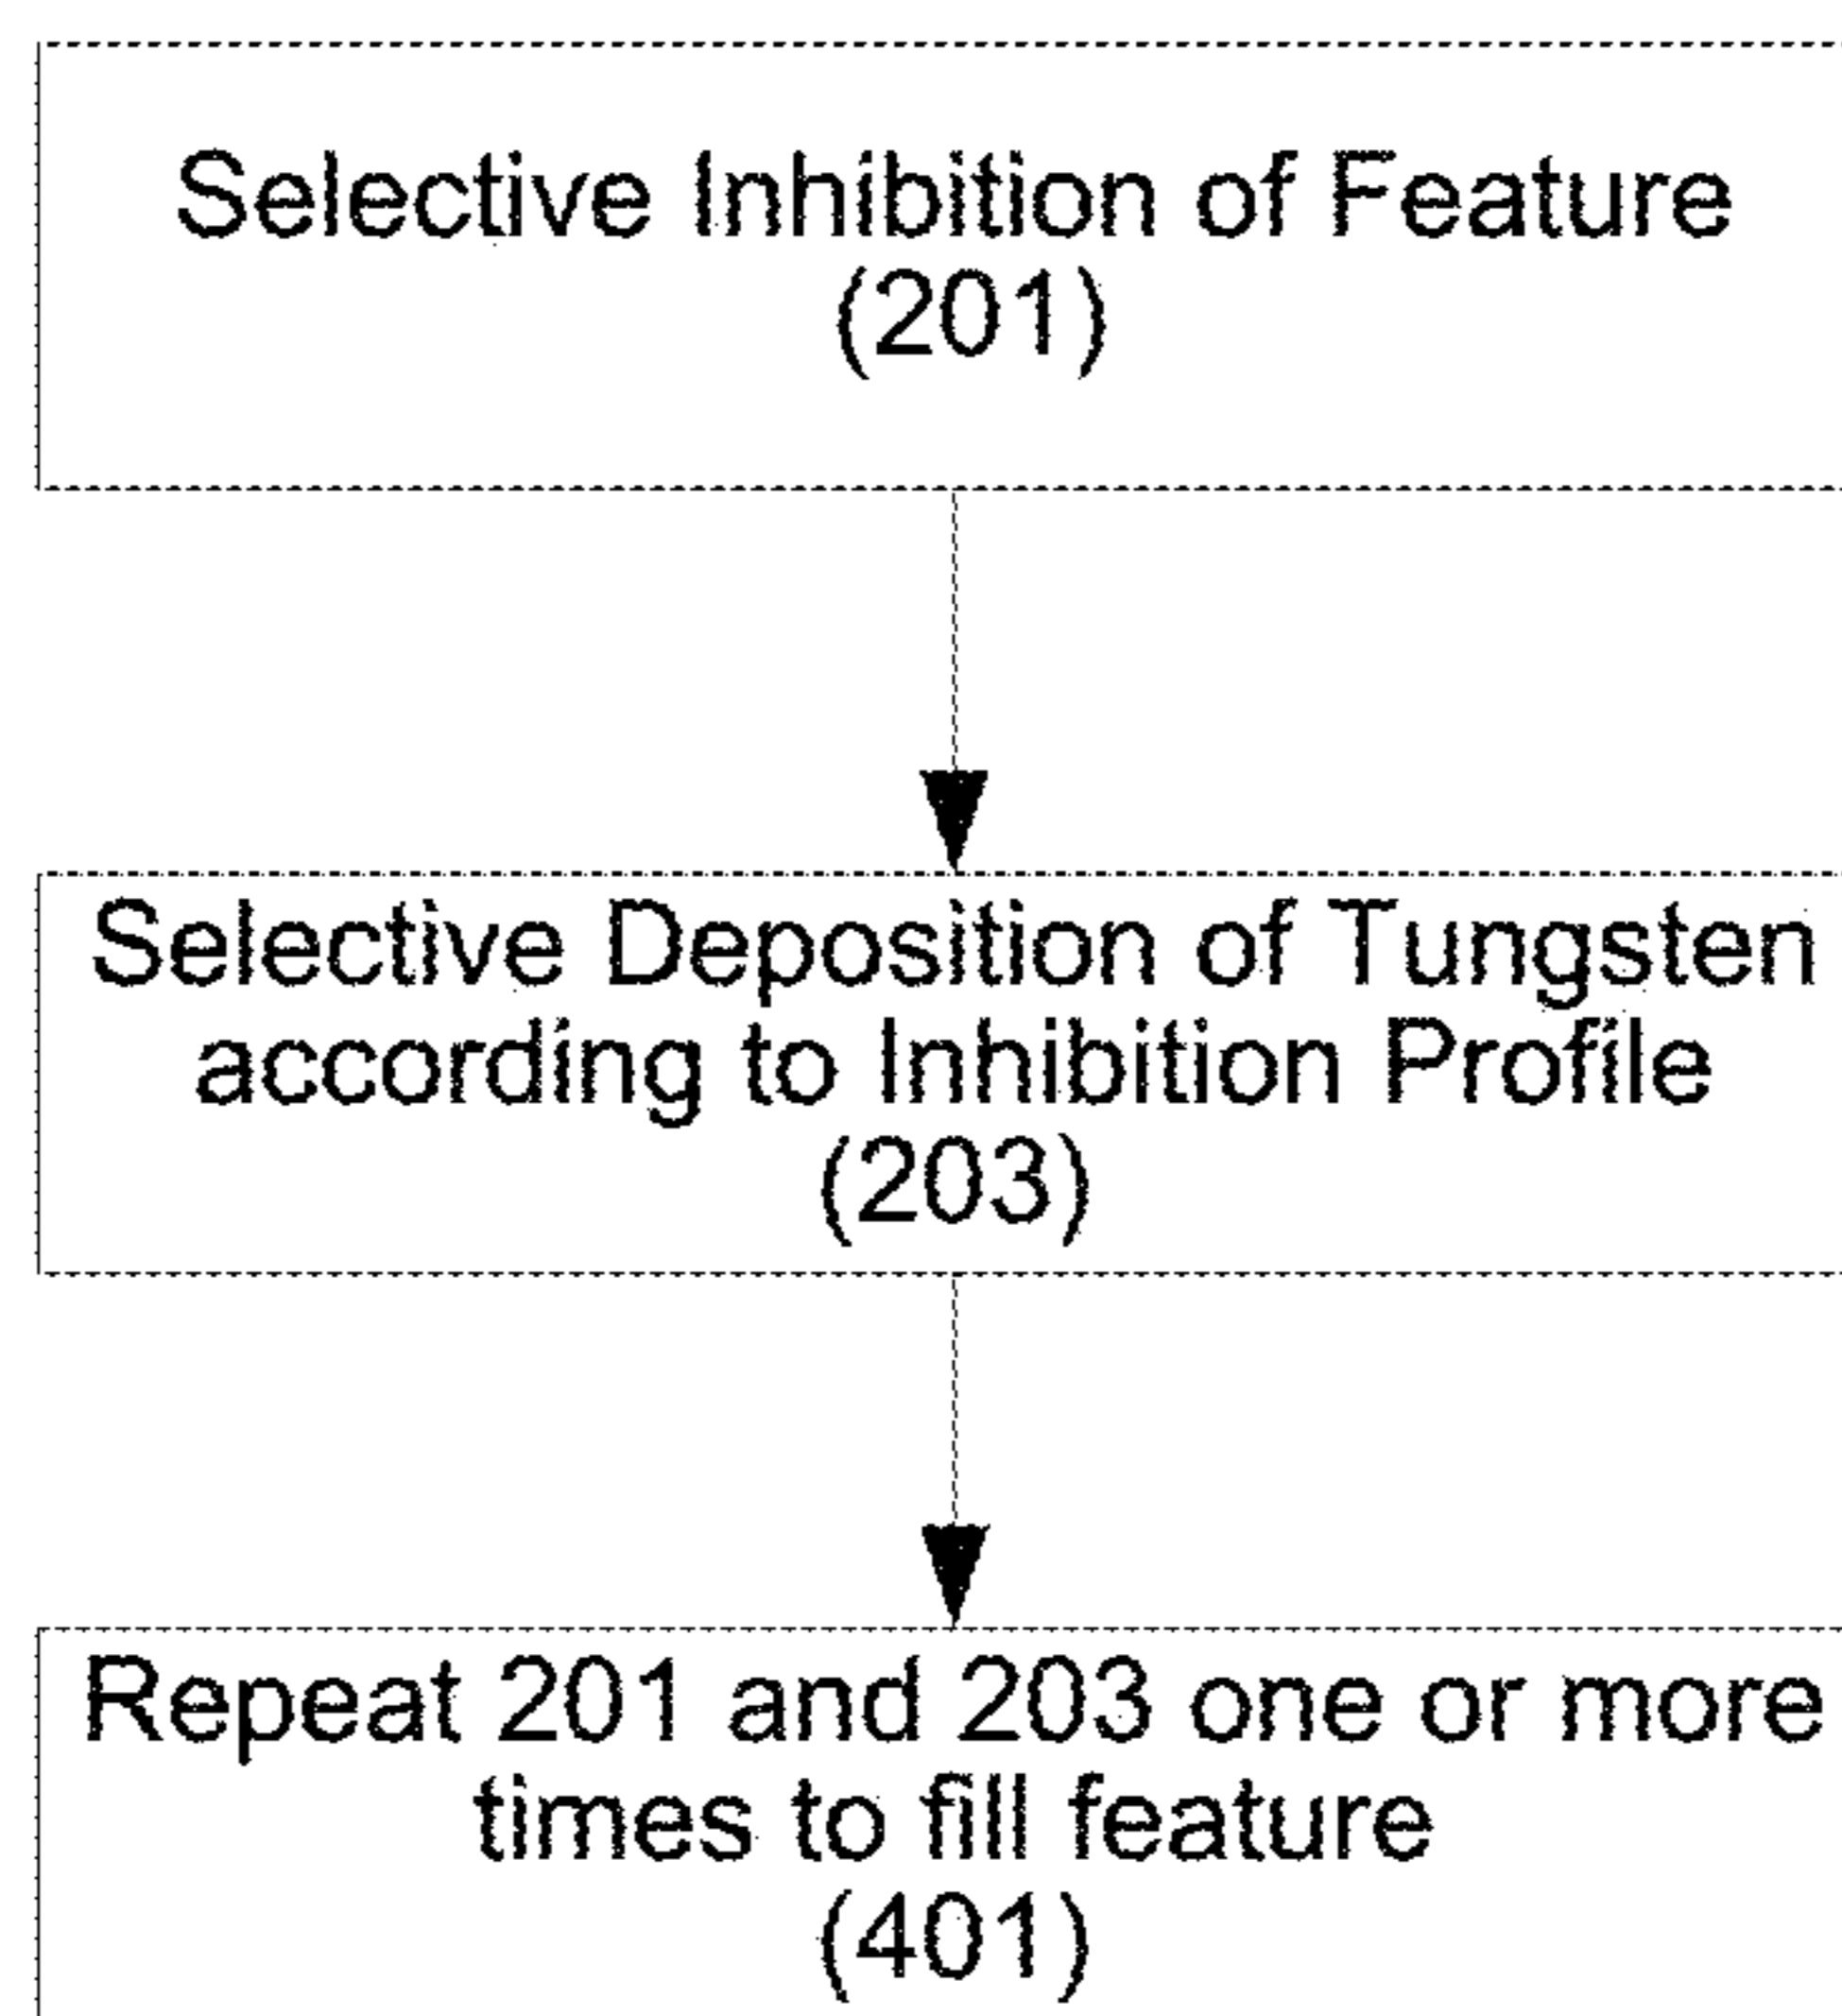 Selective Inhibition of Feature
(201)
Selective Deposition of Tungsten
according to Inhibition Profile
(203)
Repeat 201 and 203 one or more
times to fill feature
(401)